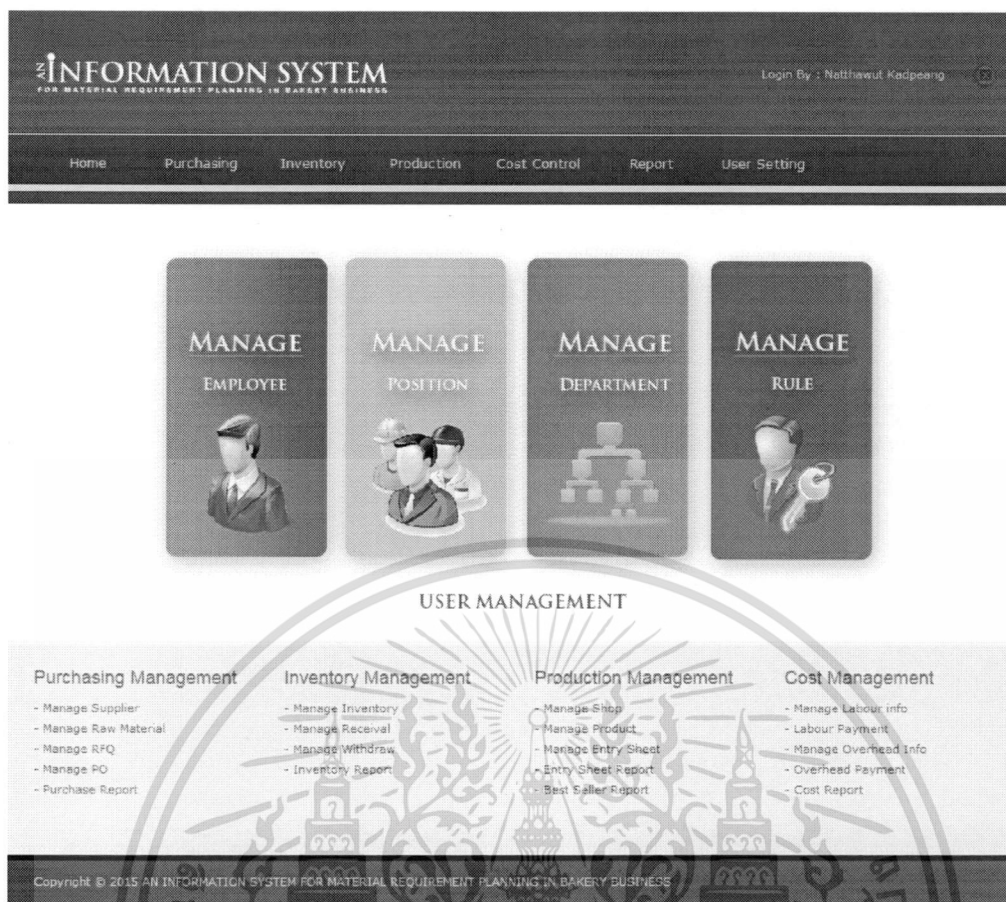 AN INFORMATION SYSTEM
FOR MATERIAL REQUIREMENT PLANNING IN BAKERY BUSINESS
Login By : Natthawut Kadpeang
Home Purchasing Inventory Production Cost Control Report User Setting
MANAGE
EMPLOYEE
MANAGE
POSITION
MANAGE
DEPARTMENT
MANAGE
RULE
USER MANAGEMENT
Purchasing Management
- Manage Supplier
- Manage Raw Material
- Manage RFQ
- Manage PO
- Purchase Report
Inventory Management
- Manage Inventory
- Manage Receival
- Manage Withdraw
- Inventory Report
Production Management
- Manage Shop
- Manage Product
- Manage Entry Sheet
- Entry Sheet Report
- Best Seller Report
Cost Management
- Manage Labour info
- Labour Payment
- Manage Overhead Info
- Overhead Payment
- Cost Report
Copyright © 2015 AN INFORMATION SYSTEM FOR MATERIAL REQUIREMENT PLANNING IN BAKERY BUSINESS